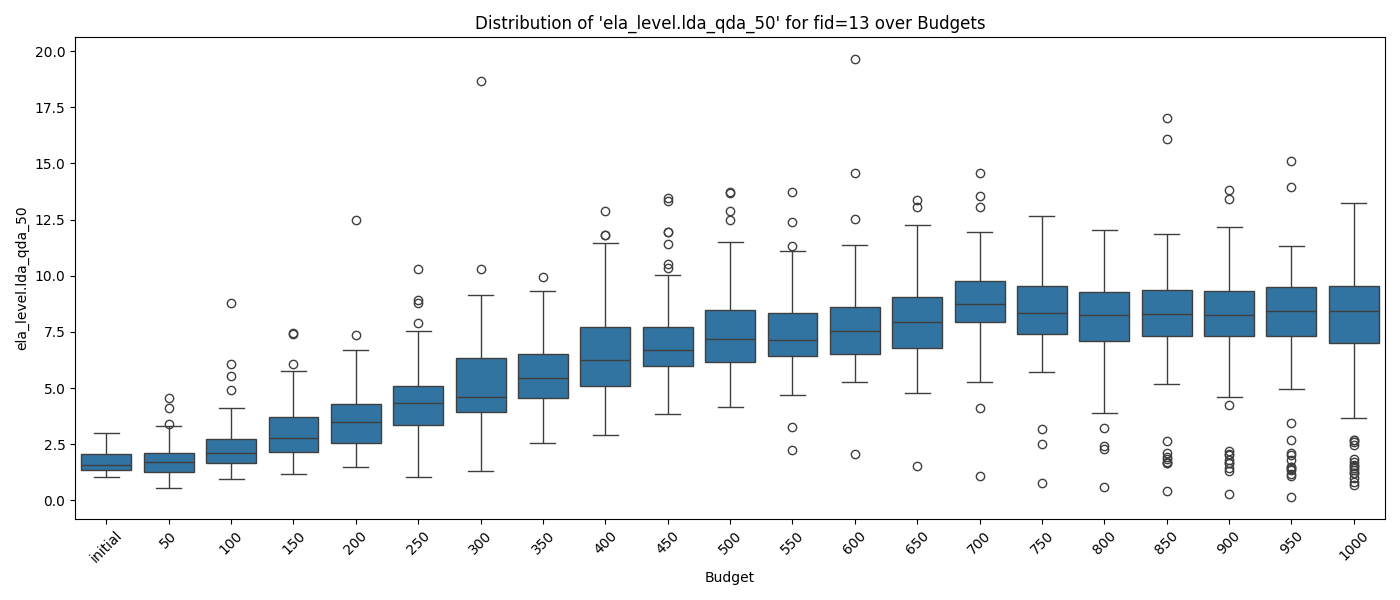 Distribution of 'ela_level.lda_qda_50' for fid=13 over Budgets
ela_level.lda_qda_50
20.0
17.5
15.0
12.5
10.0
7.5
5.0
2.5
0.0
initial 50 100 150 200 250 300 350 400 450 500 550 600 650 700 750 800 850 900 950 1000
Budget